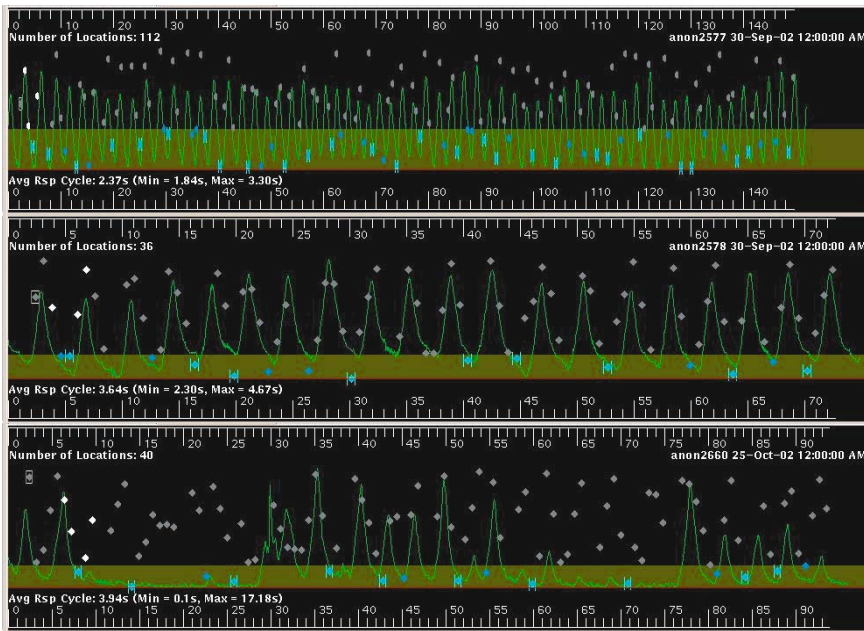 0 10 20 30 40 50 60 70 80 90 100 110 120 130 140
Number of Locations: 112 anon2577 30-Sep-02 12:00:00 AM
Avg Rsp Cycle: 2.37s (Min = 1.84s, Max = 3.30s)
0 10 20 30 40 50 60 70 80 90 100 110 120 130 140
0 5 10 15 20 25 30 35 40 45 50 55 60 65 70
Number of Locations: 36 anon2578 30-Sep-02 12:00:00 AM
Avg Rsp Cycle: 3.64s (Min = 2.30s, Max = 4.67s)
0 5 10 15 20 25 30 35 40 45 50 55 60 65 70
0 5 10 15 20 25 30 35 40 45 50 55 60 65 70 75 80 85 90
Number of Locations: 40 anon2660 25-Oct-02 12:00:00 AM
Avg Rsp Cycle: 3.94s (Min = 0.1s, Max = 17.18s)
0 5 10 15 20 25 30 35 40 45 50 55 60 65 70 75 80 85 90